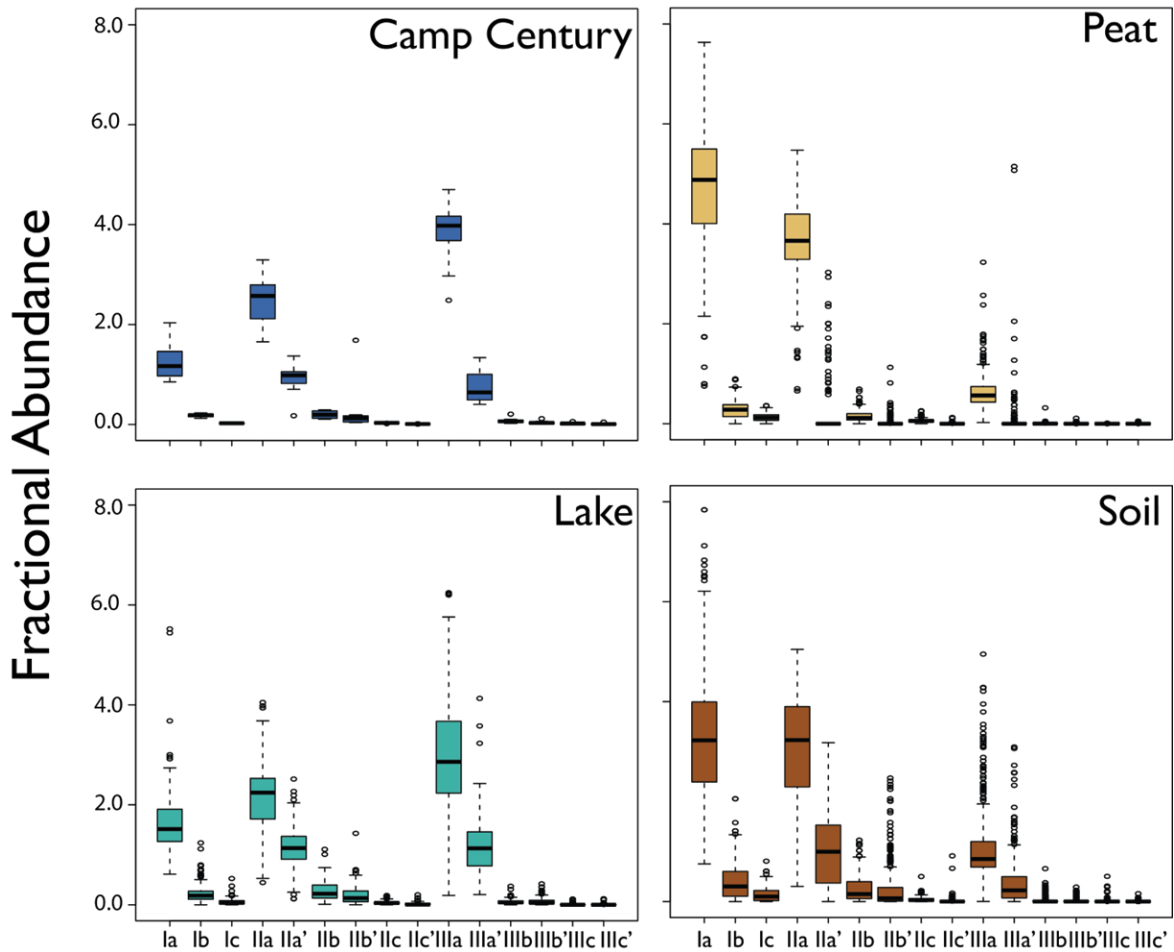 Fractional Abundance
Camp Century
8.0
6.0
4.0
2.0
0.0
Peat
Lake
8.0
6.0
4.0
2.0
0.0
Ia Ib Ic IIa IIa' IIb IIb' IIc IIc' IIIa IIIa' IIIb IIIb' IIIc IIIc'
Soil
Ia Ib Ic IIa IIa' IIb IIb' IIc IIc' IIIa IIIa' IIIb IIIb' IIIc IIIc'